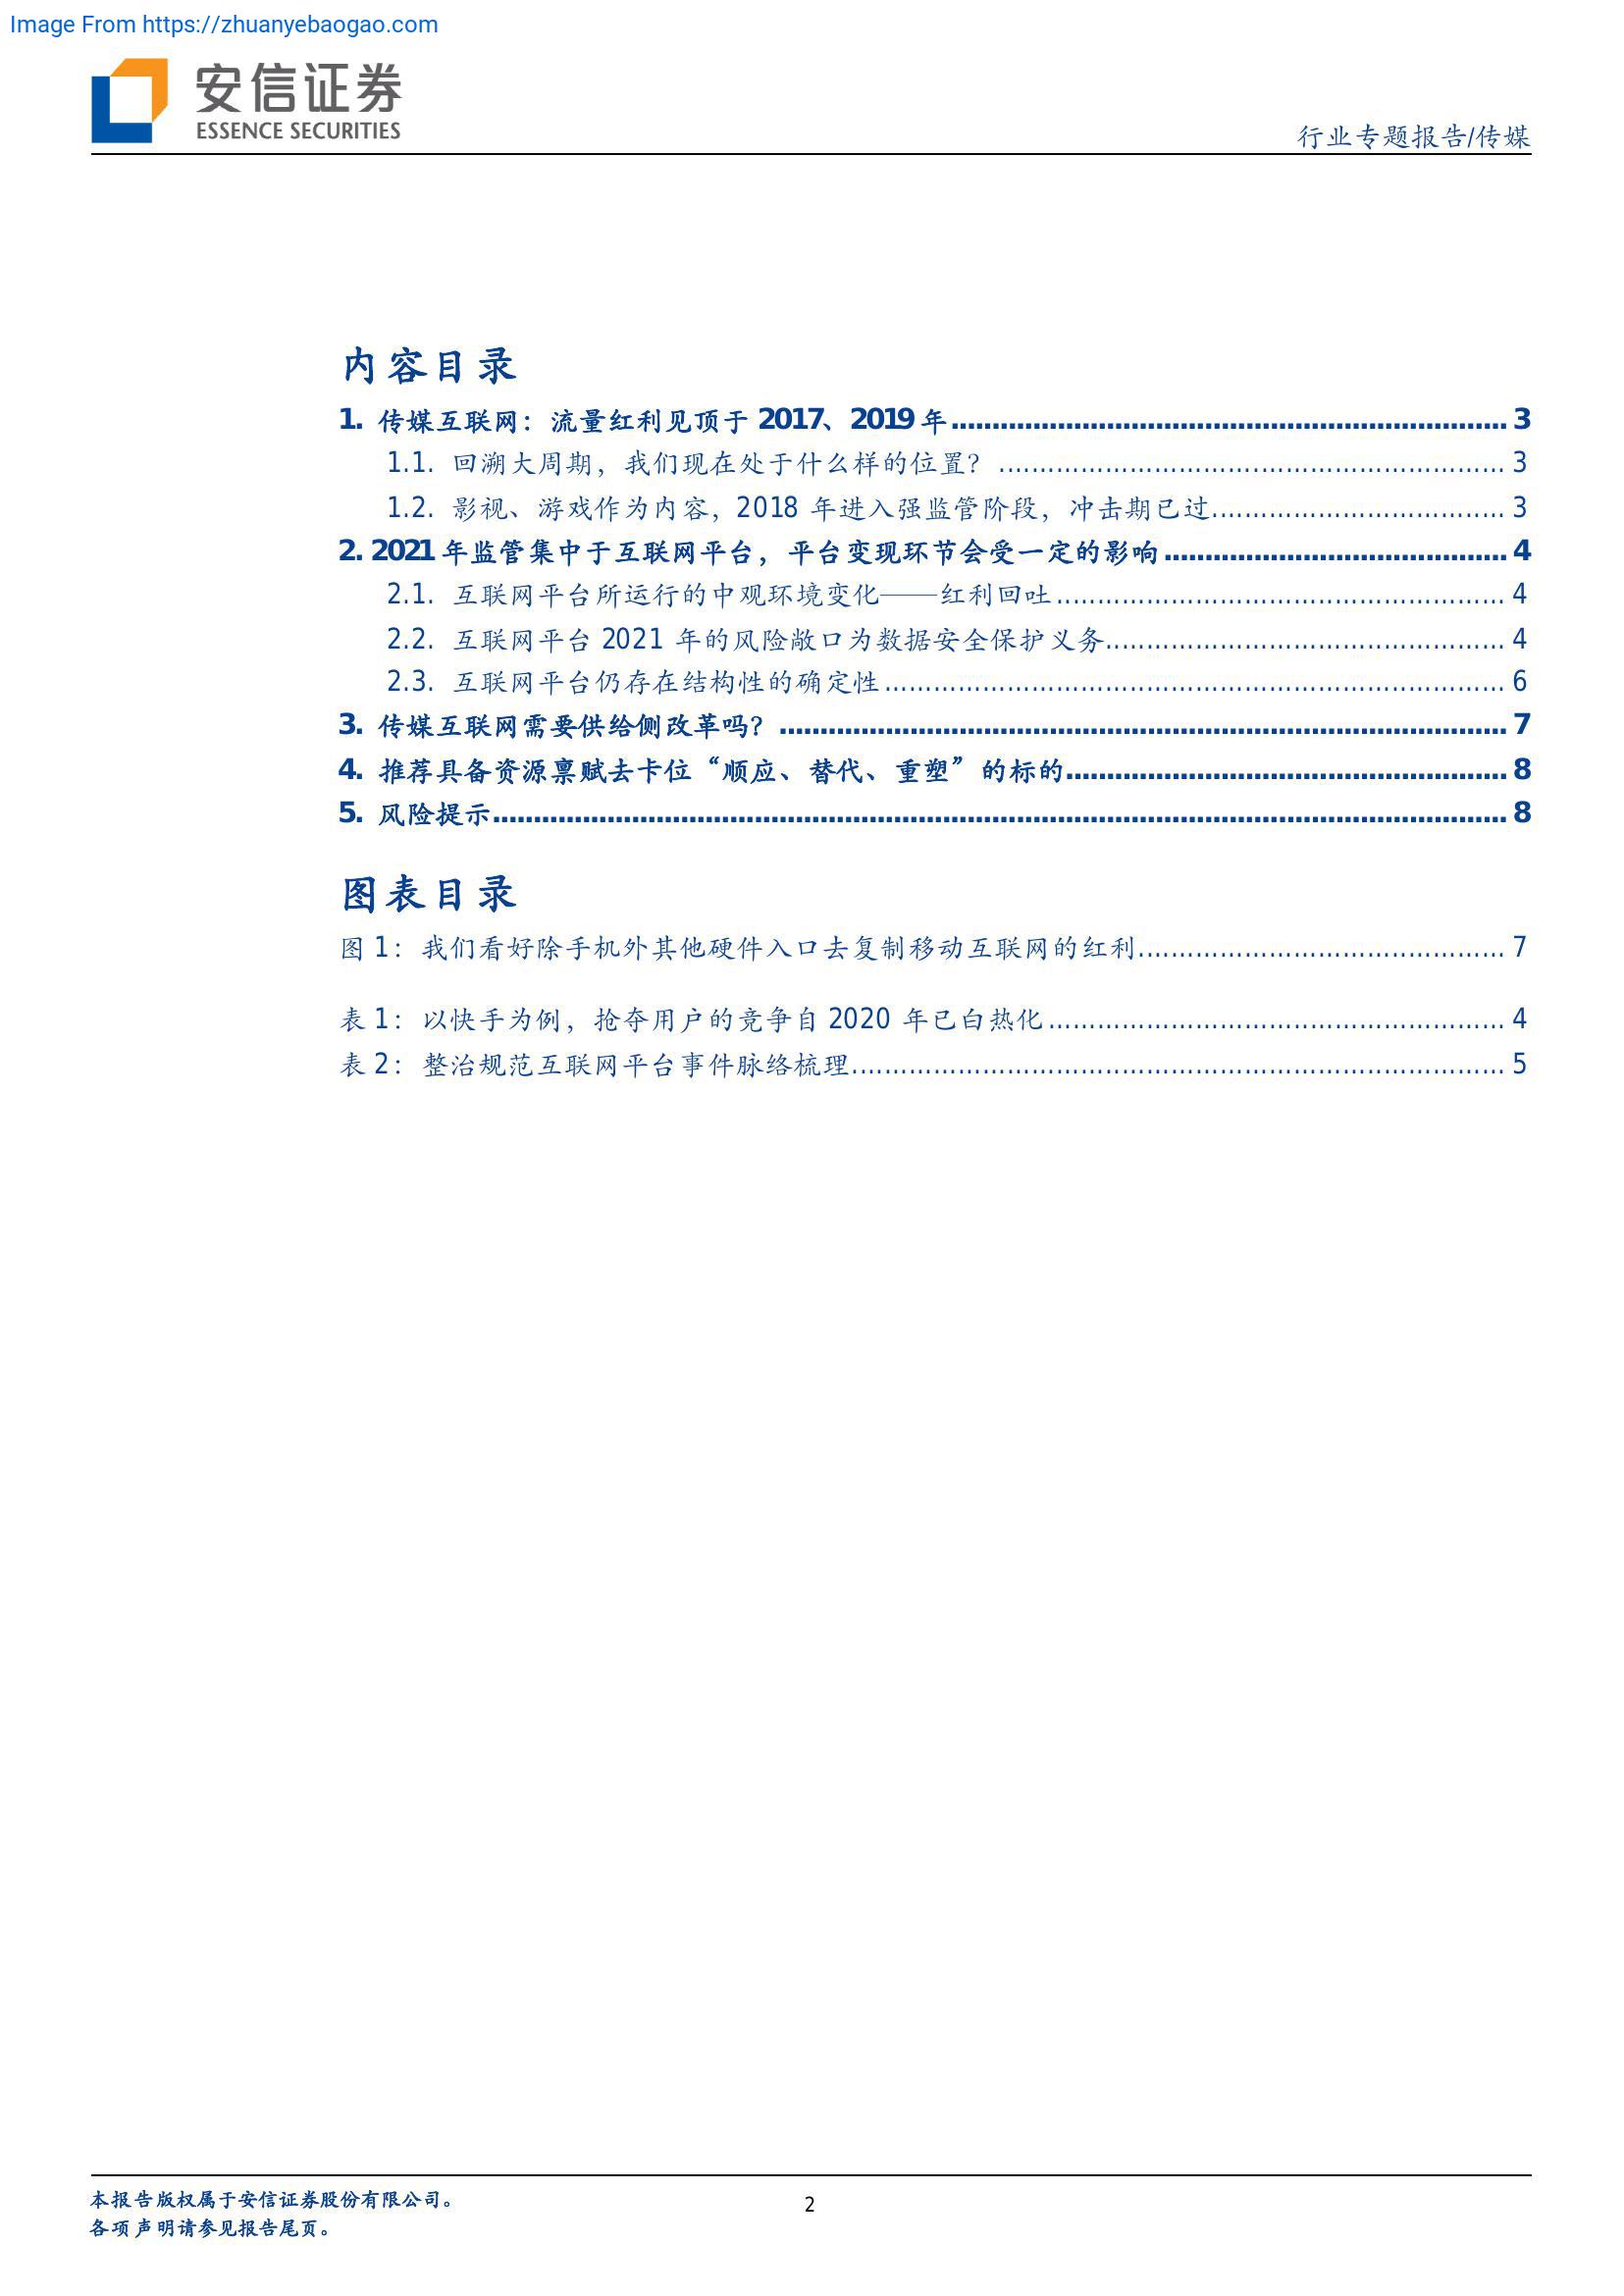 Image From https://zhuanyebaogao.com
安信证券
ESSENCE SECURITIES
行业专题报告/传媒
内容目录
1. 传媒互联网：流量红利见顶于 2017、2019 年........................................ 3
1.1. 回溯大周期，我们现在处于什么样的位置？........................................ 3
1.2. 影视、游戏作为内容，2018 年进入强监管阶段，冲击期已过........................................ 3
2. 2021 年监管集中于互联网平台，平台变现环节会受一定的影响........................................ 4
2.1. 互联网平台所运行的中观环境变化——红利回吐........................................ 4
2.2. 互联网平台 2021 年的风险敞口为数据安全保护义务........................................ 4
2.3. 互联网平台仍存在结构性的确定性........................................ 6
3. 传媒互联网需要供给侧改革吗？........................................ 7
4. 推荐具备资源禀赋去卡位“顺应、替代、重塑”的标的........................................ 8
5. 风险提示........................................ 8
图表目录
图 1：我们看好除手机外其他硬件入口去复制移动互联网的红利........................................ 7
表 1：以快手为例，抢夺用户的竞争自 2020 年已白热化........................................ 4
表 2：整治规范互联网平台事件脉络梳理........................................ 5
本报告版权属于安信证券股份有限公司。
各项声明请参见报告尾页。
2